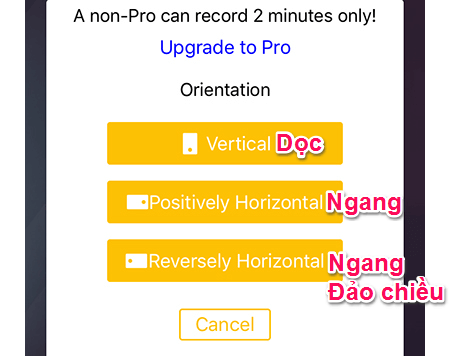 A non-Pro can record 2 minutes only!
Upgrade to Pro
Orientation
Vertical Dọc
Positively Horizontal Ngang
Reversely Horizontal Ngang
Đảo chiều
Cancel